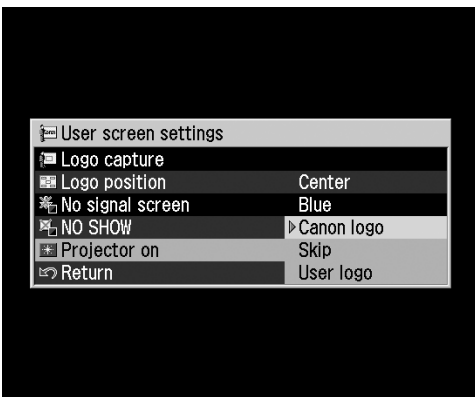 User screen settings
Logo capture
Logo position Center
No signal screen Blue
NO SHOW Canon logo
Projector on Skip
Return User logo